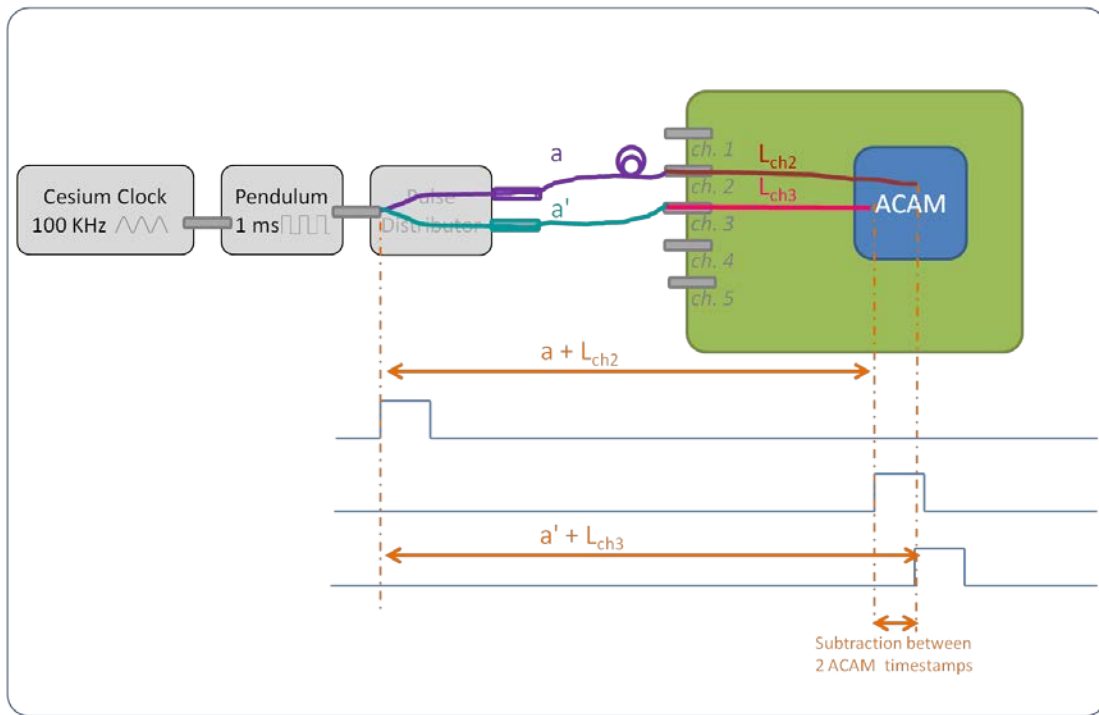 Cesium Clock
100 KHz
Pendulum
1 ms
Pulse
Distributor
a
a'
ch. 1
ch. 2
ch. 3
ch. 4
ch. 5
Lch2
Lch3
ACAM
a + Lch2
a' + Lch3
Subtraction between
2 ACAM timestamps